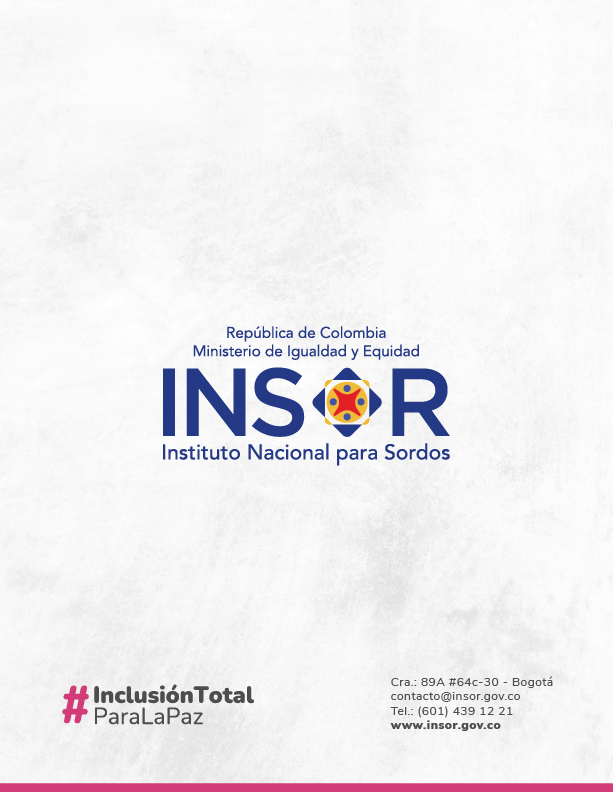 República de Colombia
Ministerio de Igualdad y Equidad
INSOR
Instituto Nacional para Sordos
#InclusiónTotal
ParaLaPaz
Cra.: 89A #64c-30 - Bogotá
contacto@insor.gov.co
Tel.: (601) 439 12 21
www.insor.gov.co